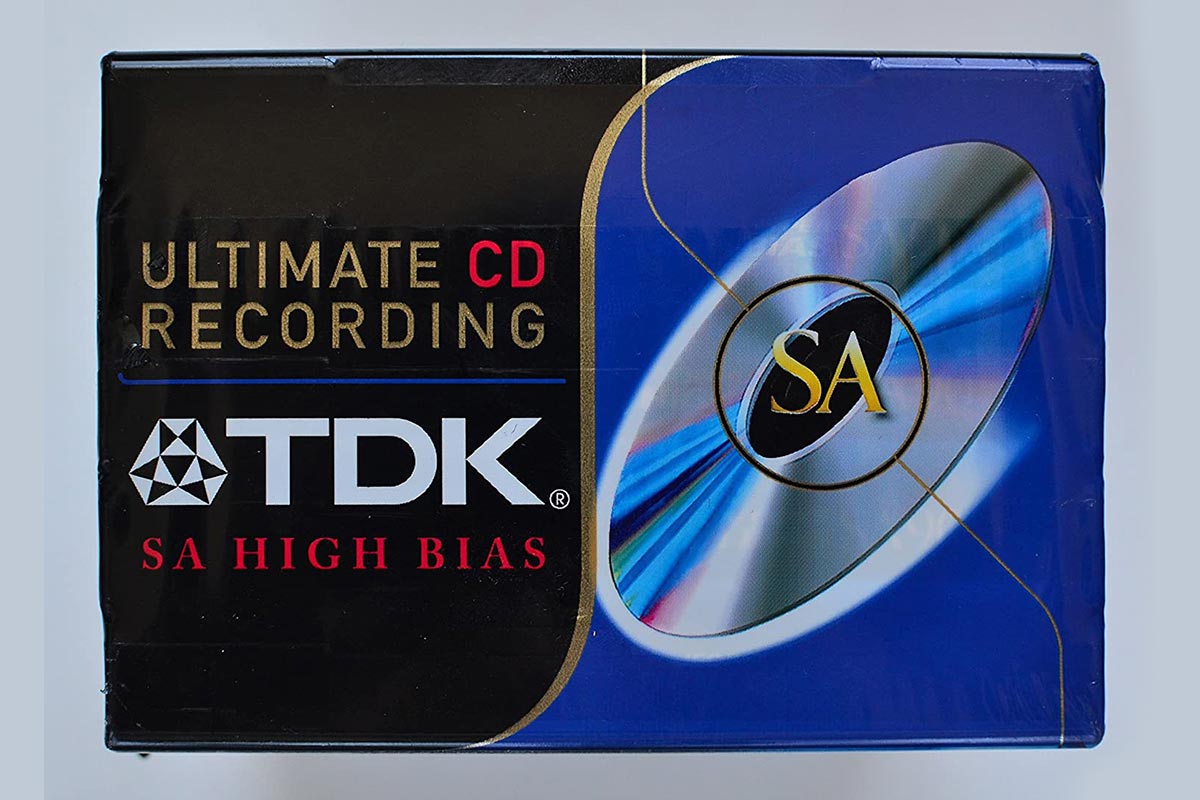 ULTIMATE CD
RECORDING
TDK®
SA HIGH BIAS
SA